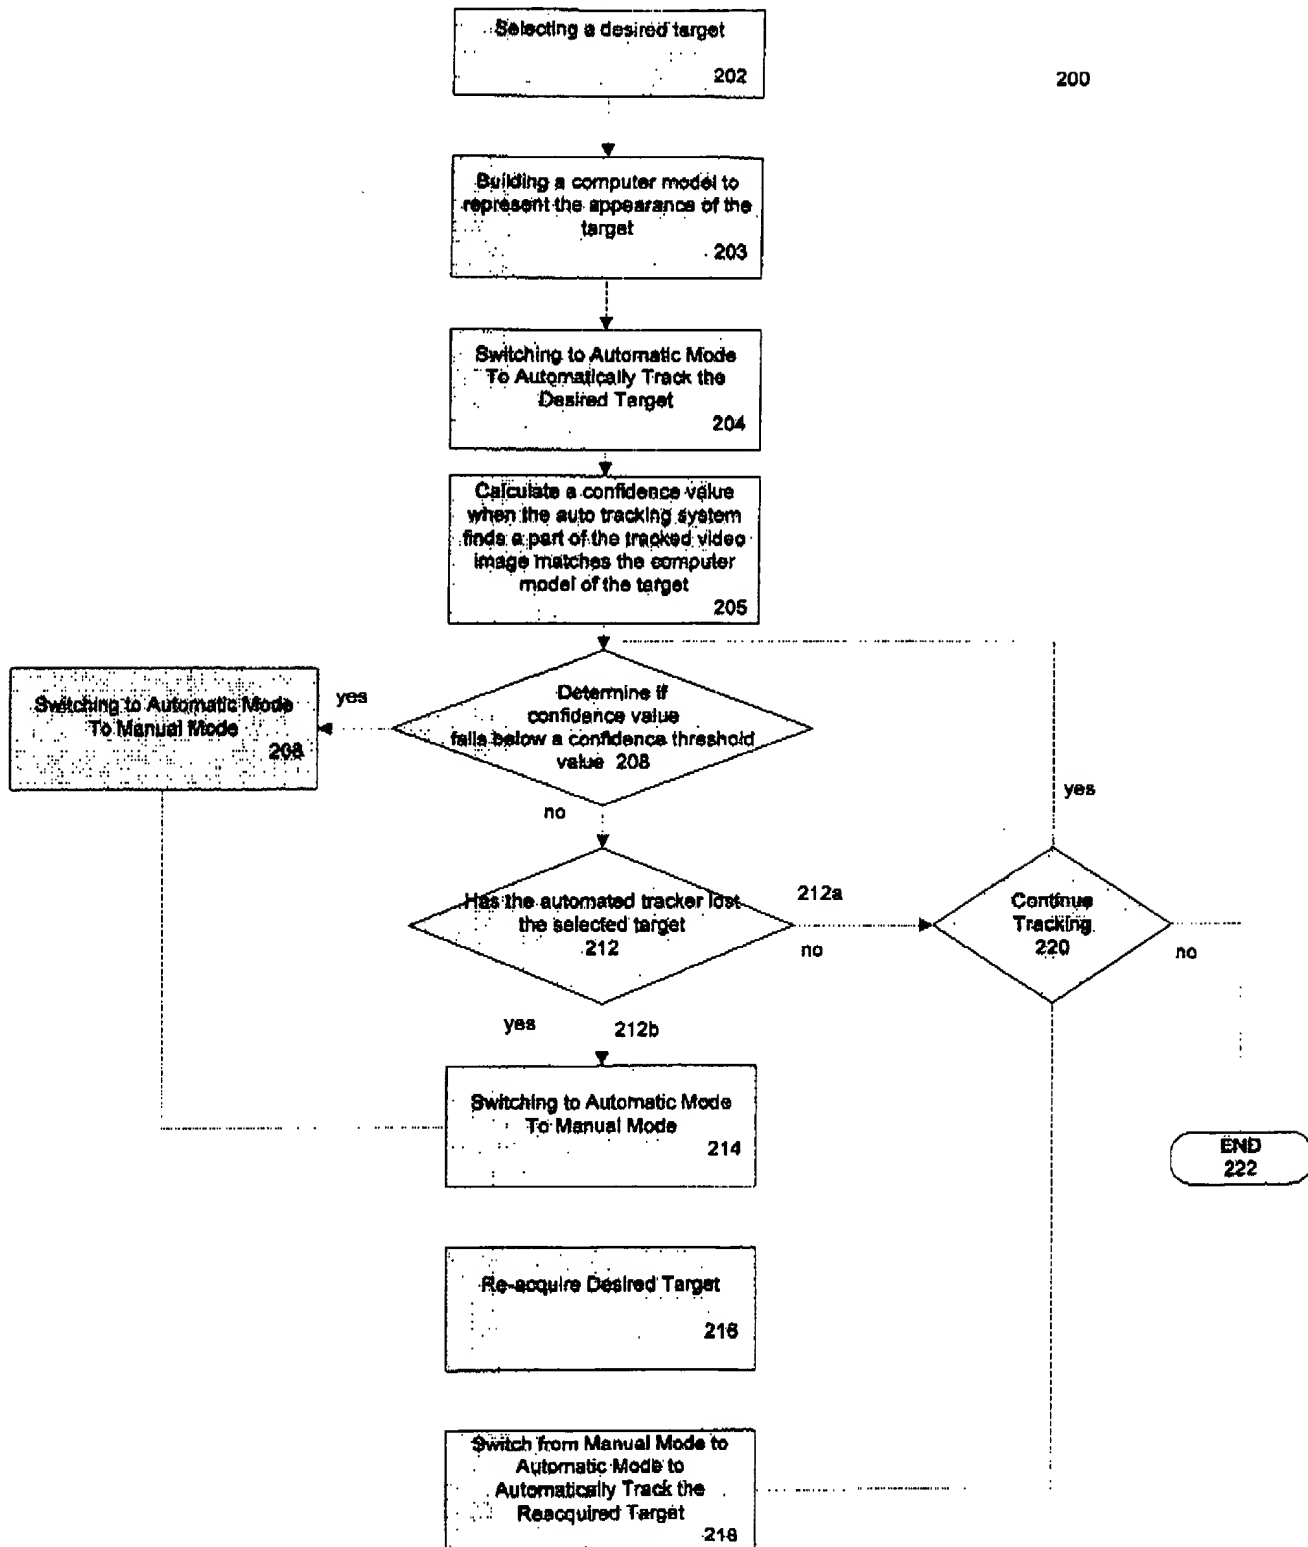 Selecting a desired target
202
200
Building a computer model to
represent the appearance of the
target
203
Switching to Automatic Mode
To Automatically Track the
Desired Target
204
Calculate a confidence value
when the auto tracking system
finds a part of the tracked video
image matches the computer
model of the target
205
Determine if
confidence value
falls below a confidence threshold
value 208
yes
Switching to Automatic Mode
To Manual Mode
208
no
yes
Has the automated tracker lost
the selected target
212
212a
no
Continue
Tracking
220
no
yes
212b
Switching to Automatic Mode
To Manual Mode
214
END
222
Re-acquire Desired Target
216
Switch from Manual Mode to
Automatic Mode to
Automatically Track the
Reacquired Target
218